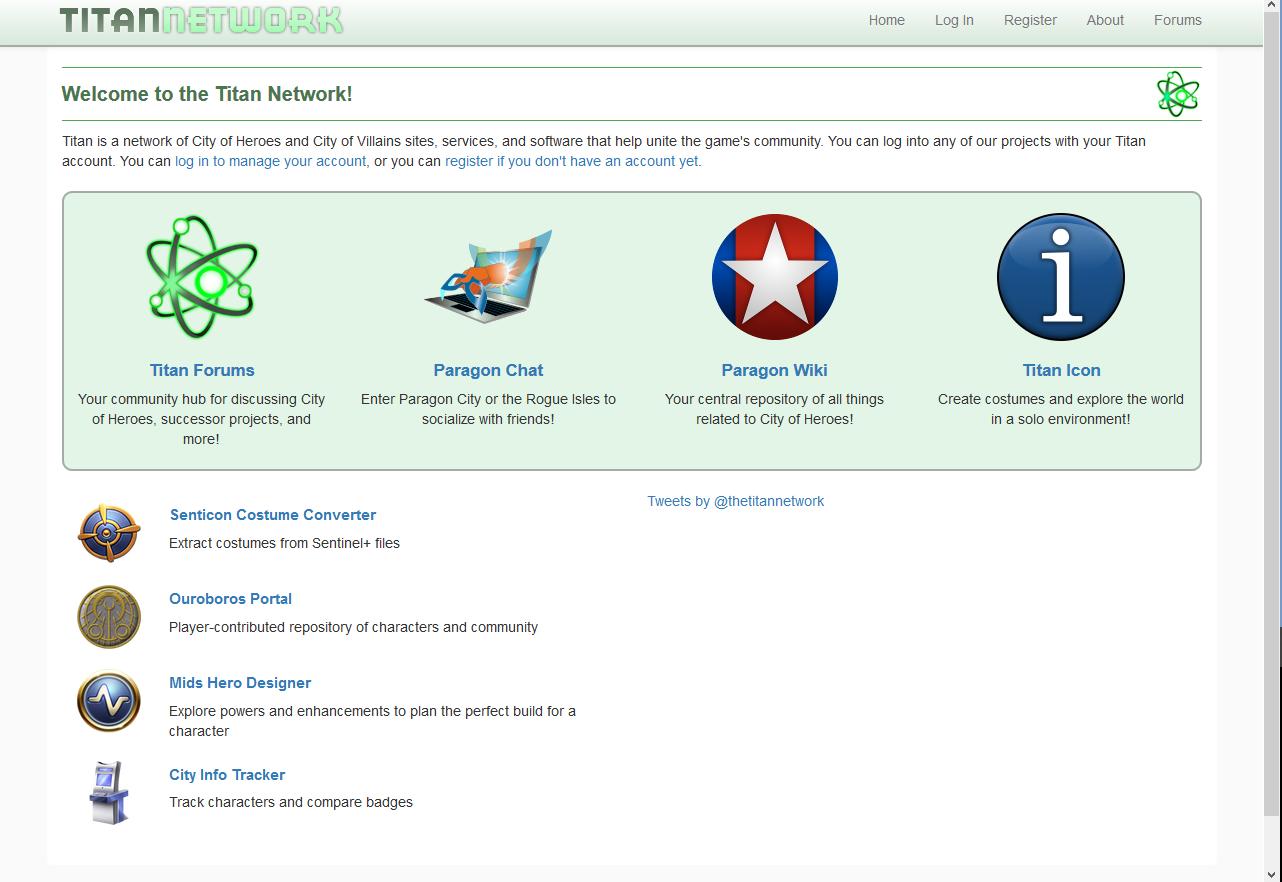 TITANNETWORK
Home Log In Register About Forums
Welcome to the Titan Network!
Titan is a network of City of Heroes and City of Villains sites, services, and software that help unite the game's community. You can log into any of our projects with your Titan
account. You can log in to manage your account, or you can register if you don't have an account yet.
Titan Forums
Your community hub for discussing City
of Heroes, successor projects, and
more!
Paragon Chat
Enter Paragon City or the Rogue Isles to
socialize with friends!
Paragon Wiki
Your central repository of all things
related to City of Heroes!
Titan Icon
Create costumes and explore the world
in a solo environment!
Senticon Costume Converter
Extract costumes from Sentinel+ files
Ouroboros Portal
Player-contributed repository of characters and community
Mids Hero Designer
Explore powers and enhancements to plan the perfect build for a
character
City Info Tracker
Track characters and compare badges
Tweets by @thetitannetwork